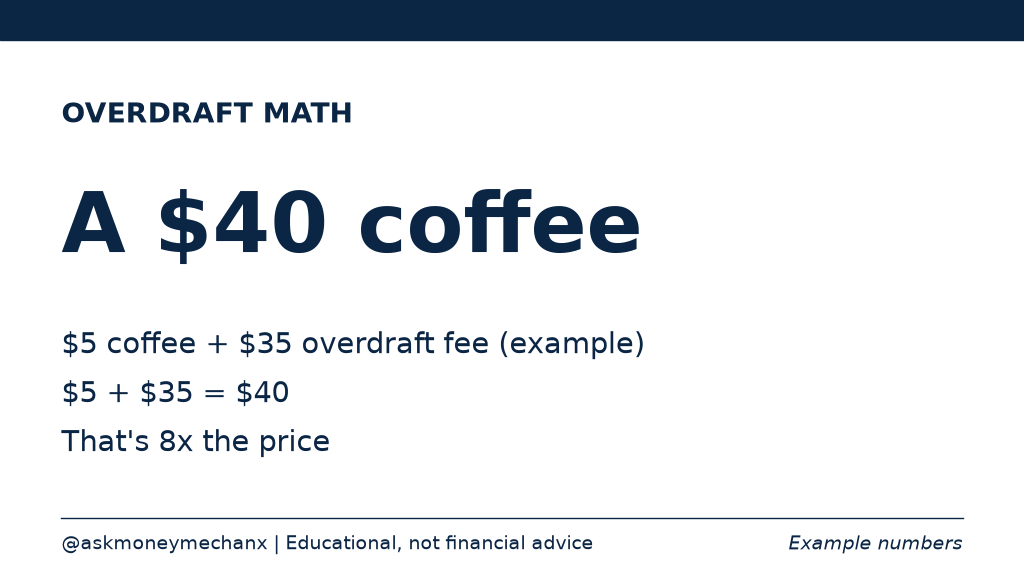 OVERDRAFT MATH
A $40 coffee
$5 coffee + $35 overdraft fee (example)
$5 + $35 = $40
That's 8x the price
@askmoneymechanx | Educational, not financial advice
Example numbers